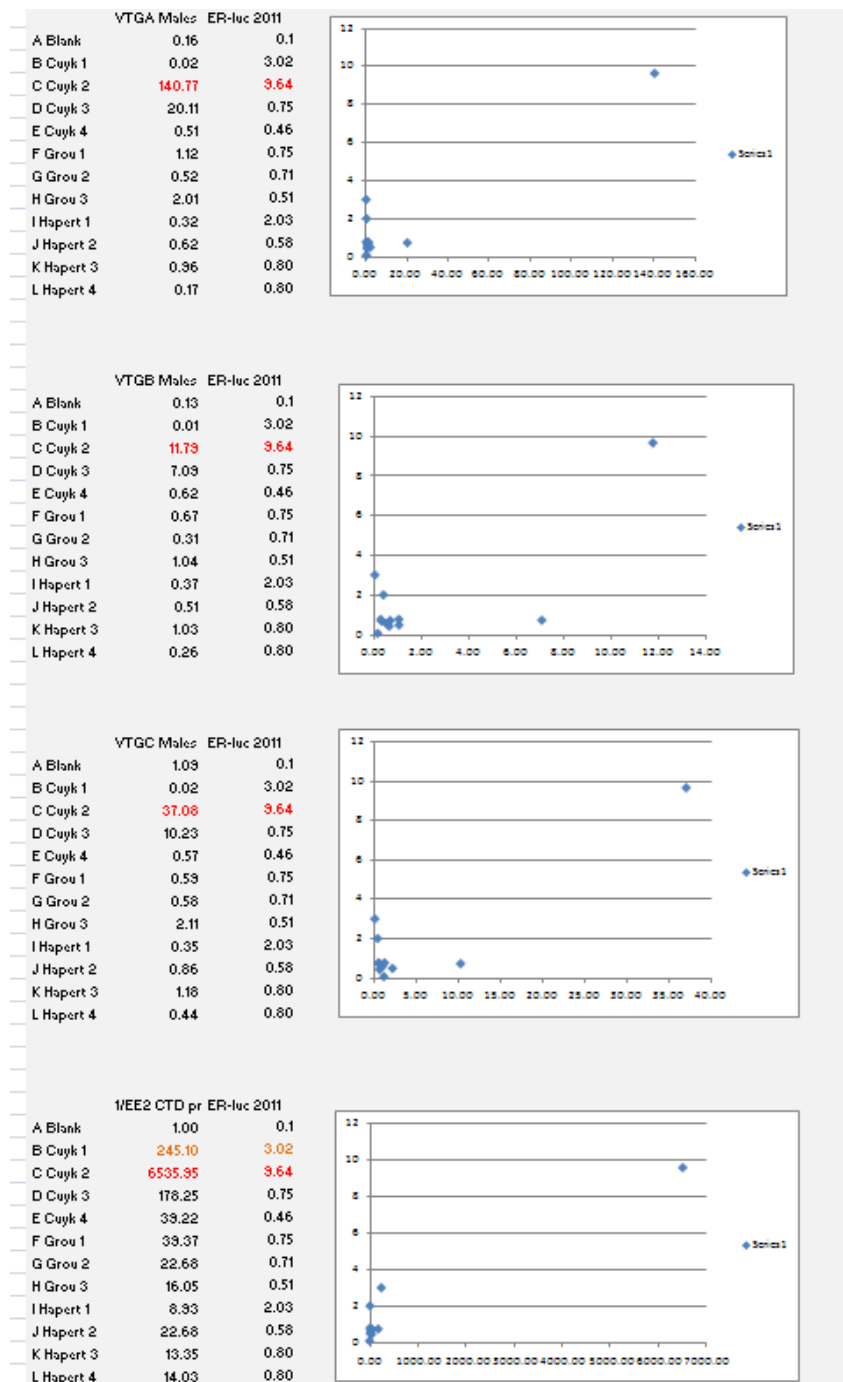 VTGA Males ER-luc 2011
A Blank 0.16 0.1
B Cuyk 1 0.02 3.02
C Cuyk 2 140.77 9.64
D Cuyk 3 20.11 0.75
E Cuyk 4 0.51 0.46
F Grou 1 1.12 0.75
G Grou 2 0.52 0.71
H Grou 3 2.01 0.51
I Hapert 1 0.32 2.03
J Hapert 2 0.62 0.58
K Hapert 3 0.96 0.80
L Hapert 4 0.17 0.80
12
10
8
6
4
2
0
0.00 20.00 40.00 60.00 80.00 100.00 120.00 140.00 160.00
Series1
VTGB Males ER-luc 2011
A Blank 0.13 0.1
B Cuyk 1 0.01 3.02
C Cuyk 2 11.79 9.64
D Cuyk 3 7.09 0.75
E Cuyk 4 0.62 0.46
F Grou 1 0.67 0.75
G Grou 2 0.31 0.71
H Grou 3 1.04 0.51
I Hapert 1 0.37 2.03
J Hapert 2 0.51 0.58
K Hapert 3 1.03 0.80
L Hapert 4 0.26 0.80
12
10
8
6
4
2
0
0.00 2.00 4.00 6.00 8.00 10.00 12.00 14.00
Series1
VTGC Males ER-luc 2011
A Blank 1.09 0.1
B Cuyk 1 0.02 3.02
C Cuyk 2 37.08 9.64
D Cuyk 3 10.23 0.75
E Cuyk 4 0.57 0.46
F Grou 1 0.59 0.75
G Grou 2 0.58 0.71
H Grou 3 2.11 0.51
I Hapert 1 0.35 2.03
J Hapert 2 0.86 0.58
K Hapert 3 1.18 0.80
L Hapert 4 0.44 0.80
12
10
8
6
4
2
0
0.00 5.00 10.00 15.00 20.00 25.00 30.00 35.00 40.00
Series1
1/EE2 CTD pr ER-luc 2011
A Blank 1.00 0.1
B Cuyk 1 245.10 3.02
C Cuyk 2 6535.95 9.64
D Cuyk 3 178.25 0.75
E Cuyk 4 39.22 0.46
F Grou 1 39.37 0.75
G Grou 2 22.68 0.71
H Grou 3 16.05 0.51
I Hapert 1 8.93 2.03
J Hapert 2 22.68 0.58
K Hapert 3 13.35 0.80
L Hapert 4 14.03 0.80
12
10
8
6
4
2
0
0.00 1000.00 2000.00 3000.00 4000.00 5000.00 6000.00 7000.00
Series1